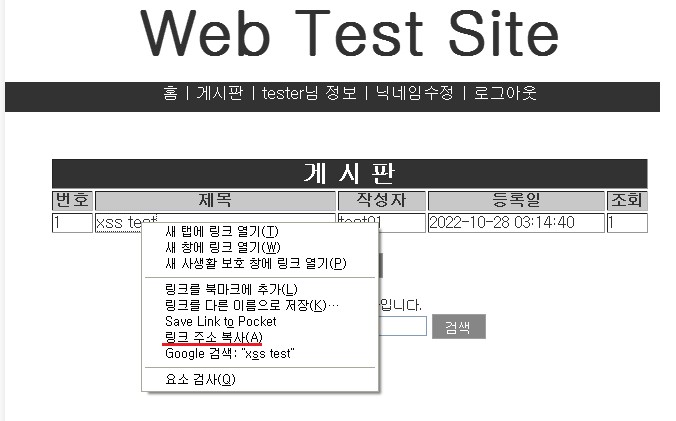 Web Test Site
홈 | 게시판 | tester님 정보 | 닉네임수정 | 로그아웃
게 시 판
번호 제목 작성자 등록일 조회
1 xss test test01 2022-10-28 03:14:40 1
새 탭에 링크 열기(T)
새 창에 링크 열기(W)
새 사생활 보호 창에 링크 열기(P)
링크를 북마크에 추가(L)
링크를 다른 이름으로 저장(K)…
입니다.
Save Link to Pocket
검색
링크 주소 복사(A)
Google 검색: "xss test"
요소 검사(Q)